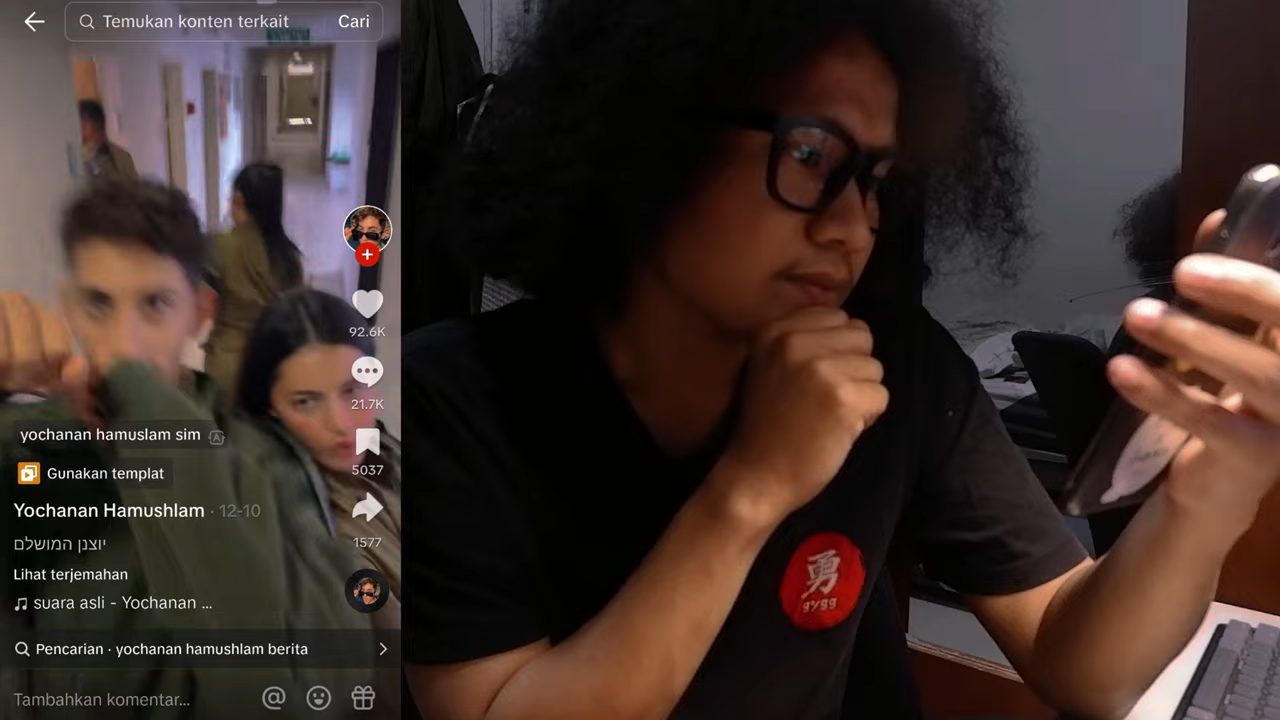 Temukan konten terkait
Cari
92.6K
21.7K
yochanan hamuslam sim
5037
Gunakan templat
Yochanan Hamushlam · 12-10
1577
יוצנן המושלם
Lihat terjemahan
suara asli - Yochanan ...
Pencarian · yochanan hamushlam berita
Tambahkan komentar...
勇
gygg